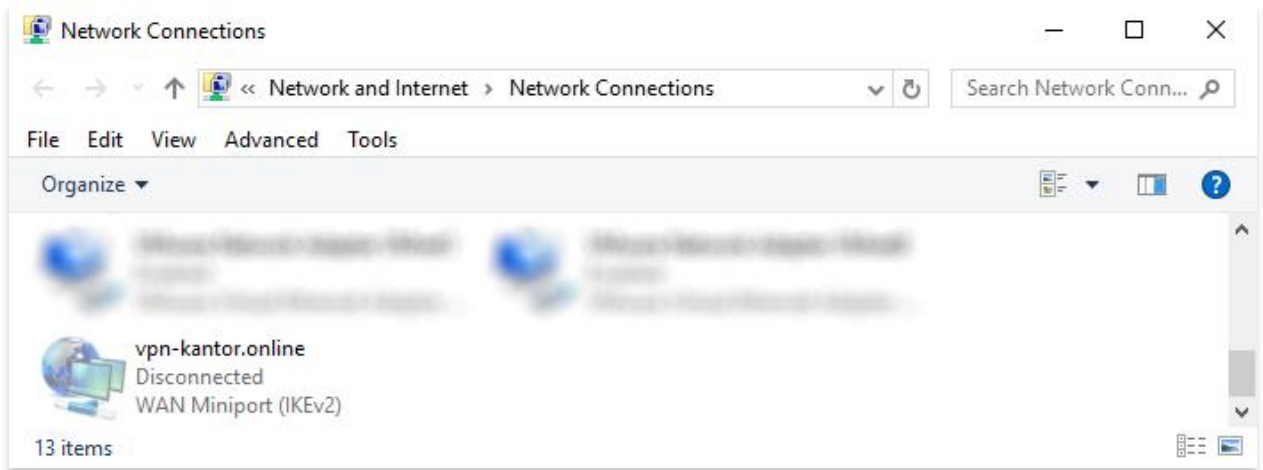 Network Connections
« Network and Internet › Network Connections
Search Network Conn...
File Edit View Advanced Tools
Organize
vpn-kantor.online
Disconnected
WAN Miniport (IKEv2)
13 items